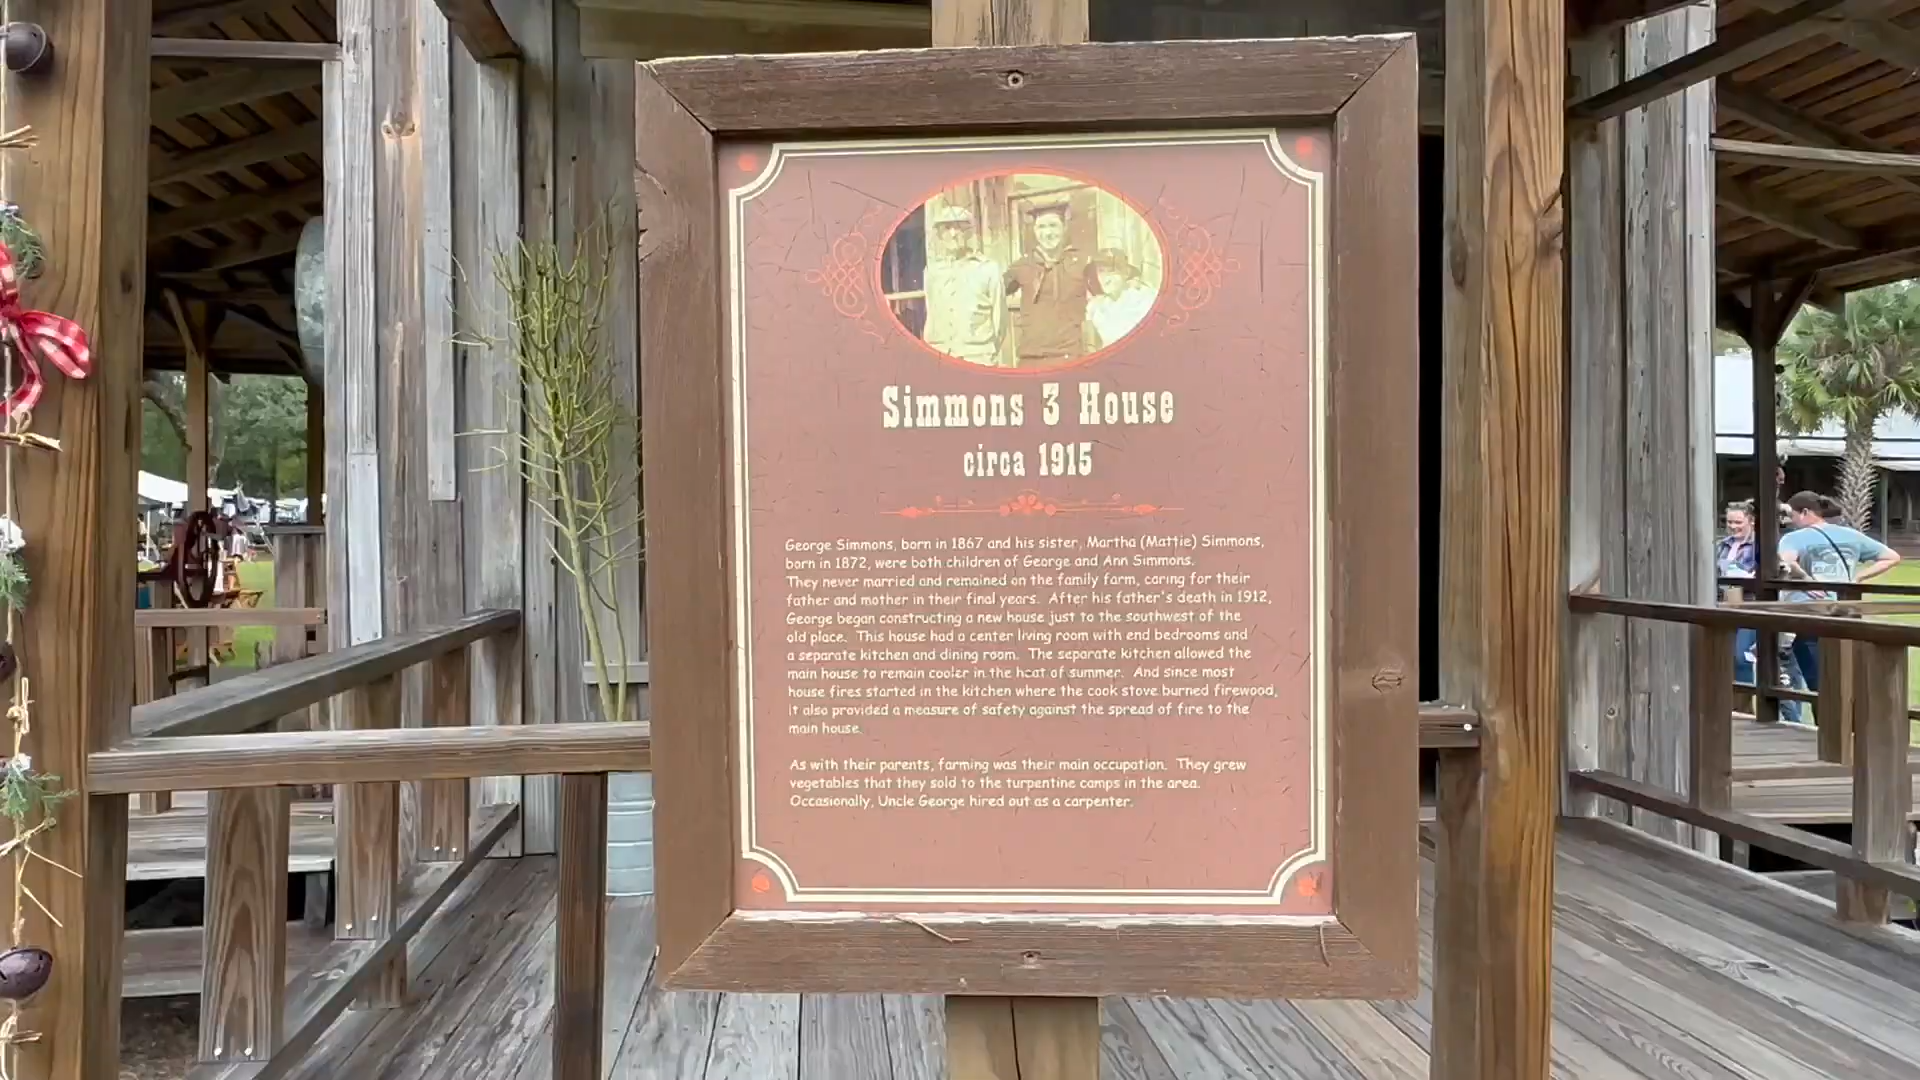 Simmons 3 House
circa 1915
George Simmons, born in 1867 and his sister, Martha (Mattie) Simmons,
born in 1872, were both children of George and Ann Simmons.
They never married and remained on the family farm, caring for their
father and mother in their final years. After his father's death in 1912,
George began constructing a new house just to the southwest of the
old place. This house had a center living room with end bedrooms and
a separate kitchen and dining room. The separate kitchen allowed the
main house to remain cooler in the heat of summer. And since most
house fires started in the kitchen where the cook stove burned firewood,
it also provided a measure of safety against the spread of fire to the
main house.
As with their parents, farming was their main occupation. They grew
vegetables that they sold to the turpentine camps in the area.
Occasionally, Uncle George hired out as a carpenter.